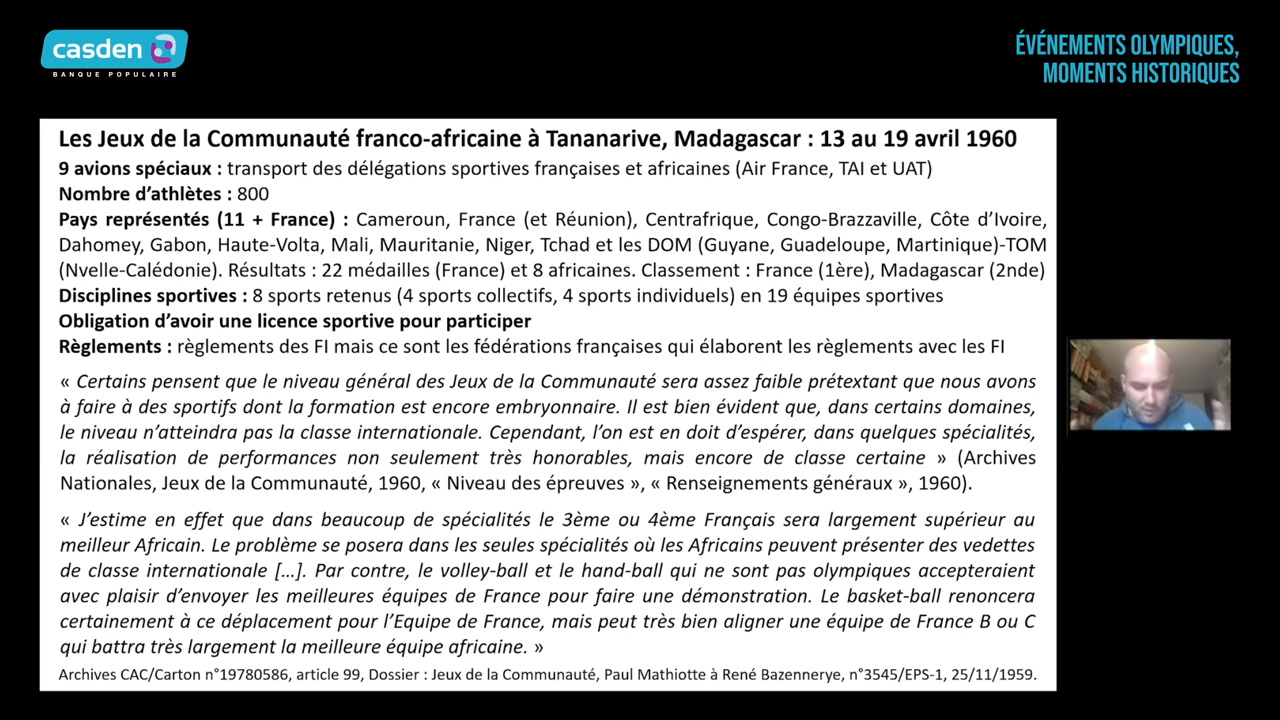 casden
BANQUE POPULAIRE
ÉVÉNEMENTS OLYMPIQUES,
MOMENTS HISTORIQUES
Les Jeux de la Communauté franco-africaine à Tananarive, Madagascar : 13 au 19 avril 1960
9 avions spéciaux : transport des délégations sportives françaises et africaines (Air France, TAI et UAT)
Nombre d’athlètes : 800
Pays représentés (11 + France) : Cameroun, France (et Réunion), Centrafrique, Congo-Brazzaville, Côte d’Ivoire,
Dahomey, Gabon, Haute-Volta, Mali, Mauritanie, Niger, Tchad et les DOM (Guyane, Guadeloupe, Martinique)-TOM
(Nvelle-Calédonie). Résultats : 22 médailles (France) et 8 africaines. Classement : France (1ère), Madagascar (2nde)
Disciplines sportives : 8 sports retenus (4 sports collectifs, 4 sports individuels) en 19 équipes sportives
Obligation d’avoir une licence sportive pour participer
Règlements : règlements des FI mais ce sont les fédérations françaises qui élaborent les règlements avec les FI
« Certains pensent que le niveau général des Jeux de la Communauté sera assez faible prétextant que nous avons
à faire à des sportifs dont la formation est encore embryonnaire. Il est bien évident que, dans certains domaines,
le niveau n’atteindra pas la classe internationale. Cependant, l’on est en doit d’espérer, dans quelques spécialités,
la réalisation de performances non seulement très honorables, mais encore de classe certaine » (Archives
Nationales, Jeux de la Communauté, 1960, « Niveau des épreuves », « Renseignements généraux », 1960).
« J’estime en effet que dans beaucoup de spécialités le 3ème ou 4ème Français sera largement supérieur au
meilleur Africain. Le problème se posera dans les seules spécialités où les Africains peuvent présenter des vedettes
de classe internationale […]. Par contre, le volley-ball et le hand-ball qui ne sont pas olympiques accepteraient
avec plaisir d’envoyer les meilleures équipes de France pour faire une démonstration. Le basket-ball renoncera
certainement à ce déplacement pour l’Equipe de France, mais peut très bien aligner une équipe de France B ou C
qui battra très largement la meilleure équipe africaine. »
Archives CAC/Carton n°19780586, article 99, Dossier : Jeux de la Communauté, Paul Mathiotte à René Bazennerye, n°3545/EPS-1, 25/11/1959.